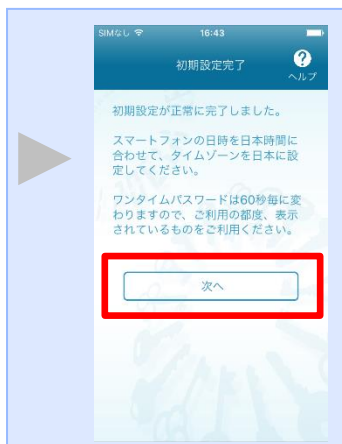 SIMなし 16:43
初期設定完了
?
ヘルプ
初期設定が正常に完了しました。
スマートフォンの日時を日本時間に
合わせて、タイムゾーンを日本に設
定してください。
ワンタイムパスワードは60秒毎に変
わりますので、ご利用の都度、表示
されているものをご利用ください。
次へ